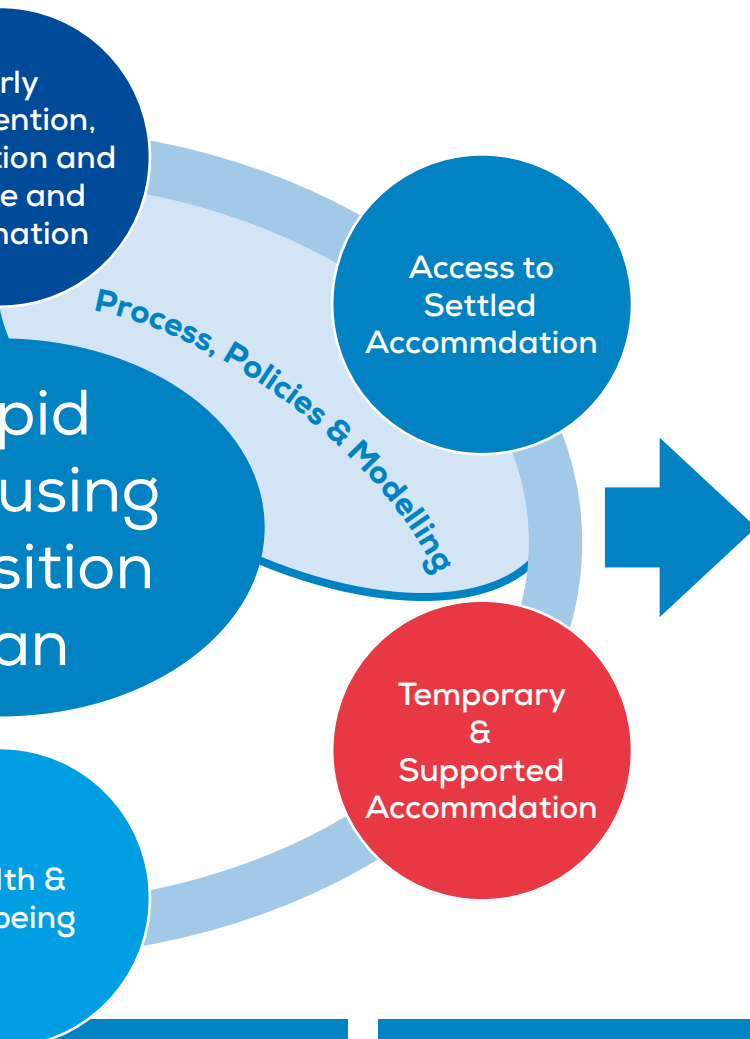 rly
ention,
tion and
e and
nation
Access to
Settled
Accommdation
Process, Policies & Modelling
pid
using
sition
an
Temporary
&
Supported
Accommdation
lth &
being